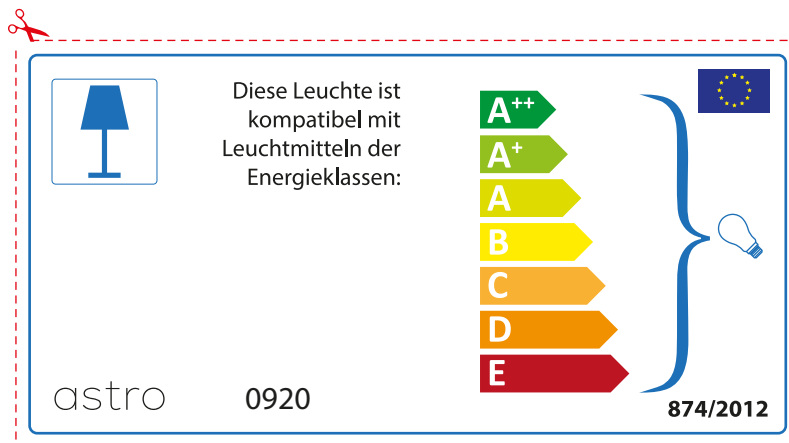 Diese Leuchte ist
kompatibel mit
Leuchtmitteln der
Energieklassen:
A++
A+
A
B
C
D
E
astro
0920
874/2012